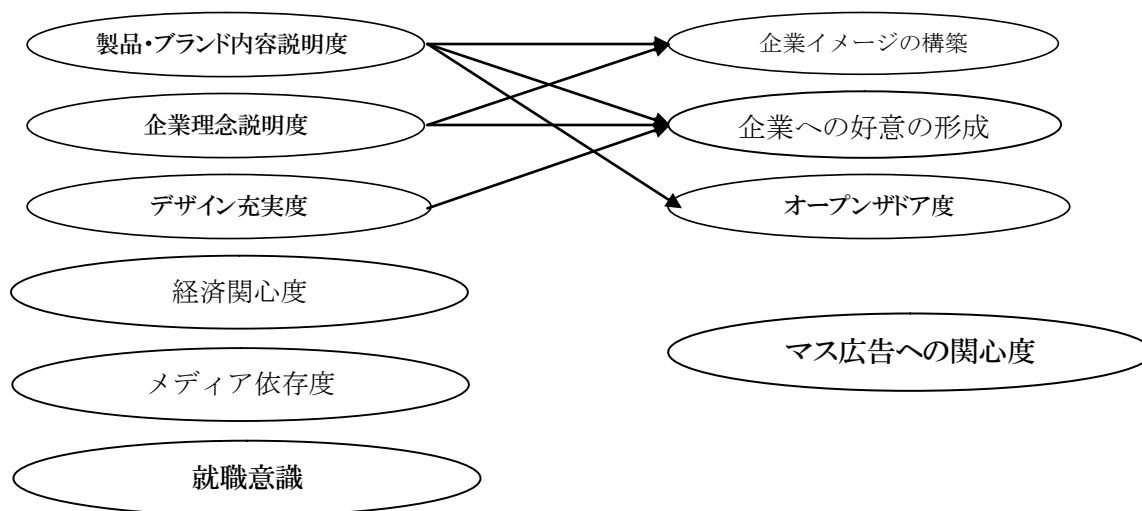 製品・ブランド内容説明度
企業イメージの構築
企業理念説明度
企業への好意の形成
デザイン充実度
オープンザドア度
経済関心度
マス広告への関心度
メディア依存度
就職意識